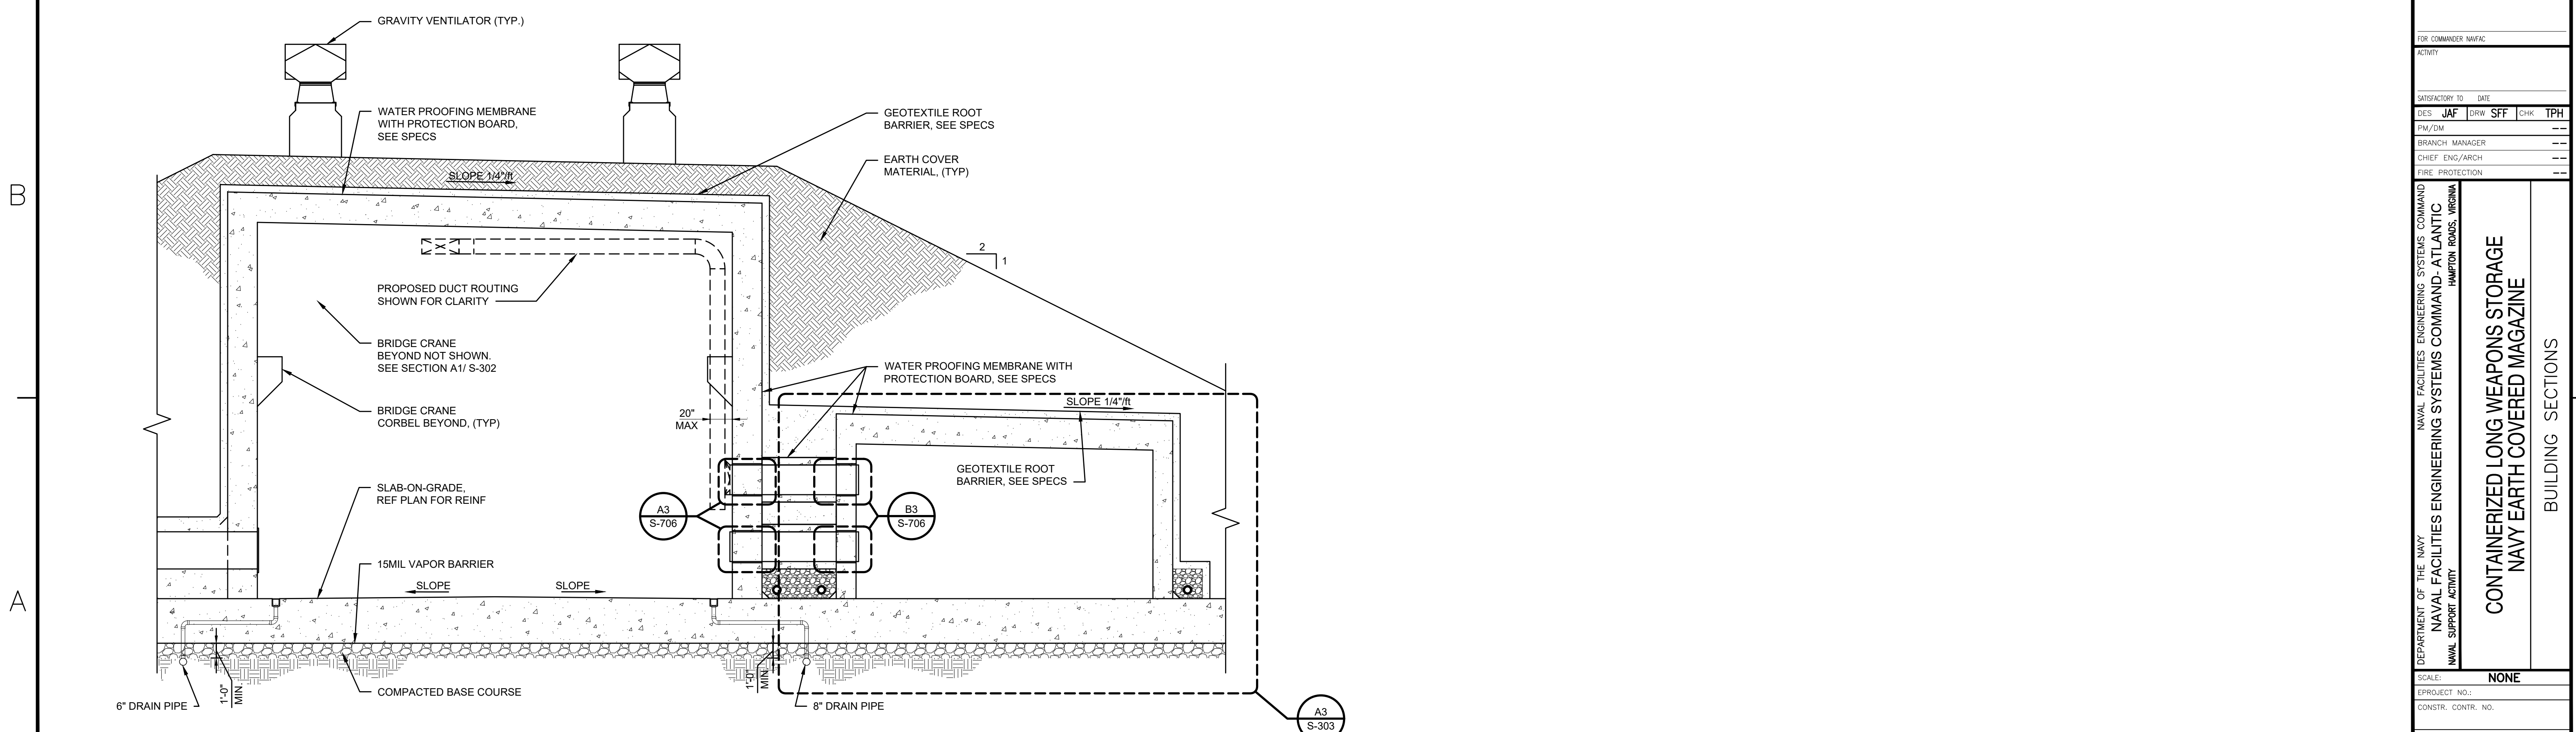 GRAVITY VENTILATOR (TYP.)
WATER PROOFING MEMBRANE
WITH PROTECTION BOARD,
SEE SPECS
GEOTEXTILE ROOT
BARRIER, SEE SPECS
EARTH COVER
MATERIAL, (TYP)
SLOPE 1/4"/ft
2
1
PROPOSED DUCT ROUTING
SHOWN FOR CLARITY
BRIDGE CRANE
BEYOND NOT SHOWN.
SEE SECTION A1/ S-302
WATER PROOFING MEMBRANE WITH
PROTECTION BOARD, SEE SPECS
BRIDGE CRANE
CORBEL BEYOND, (TYP)
20"
MAX
SLOPE 1/4"/ft
GEOTEXTILE ROOT
BARRIER, SEE SPECS
SLAB-ON-GRADE,
REF PLAN FOR REINF
A3
S-706
B3
S-706
15MIL VAPOR BARRIER
SLOPE
SLOPE
1'-0"
MIN.
1'-0"
MIN.
COMPACTED BASE COURSE
6" DRAIN PIPE
8" DRAIN PIPE
A3
S-303
B
A
FOR COMMANDER NAVFAC
ACTIVITY
SATISFACTORY TO DATE
DES JAF DRW SFF CHK TPH
PM/DM --
BRANCH MANAGER --
CHIEF ENG/ARCH --
FIRE PROTECTION --
DEPARTMENT OF THE NAVY NAVAL FACILITIES ENGINEERING SYSTEMS COMMAND
NAVAL FACILITIES ENGINEERING SYSTEMS COMMAND- ATLANTIC
NAVAL SUPPORT ACTIVITY HAMPTON ROADS, VIRGINIA
CONTAINERIZED LONG WEAPONS STORAGE
NAVY EARTH COVERED MAGAZINE
BUILDING SECTIONS
SCALE: NONE
EPROJECT NO.:
CONSTR. CONTR. NO.